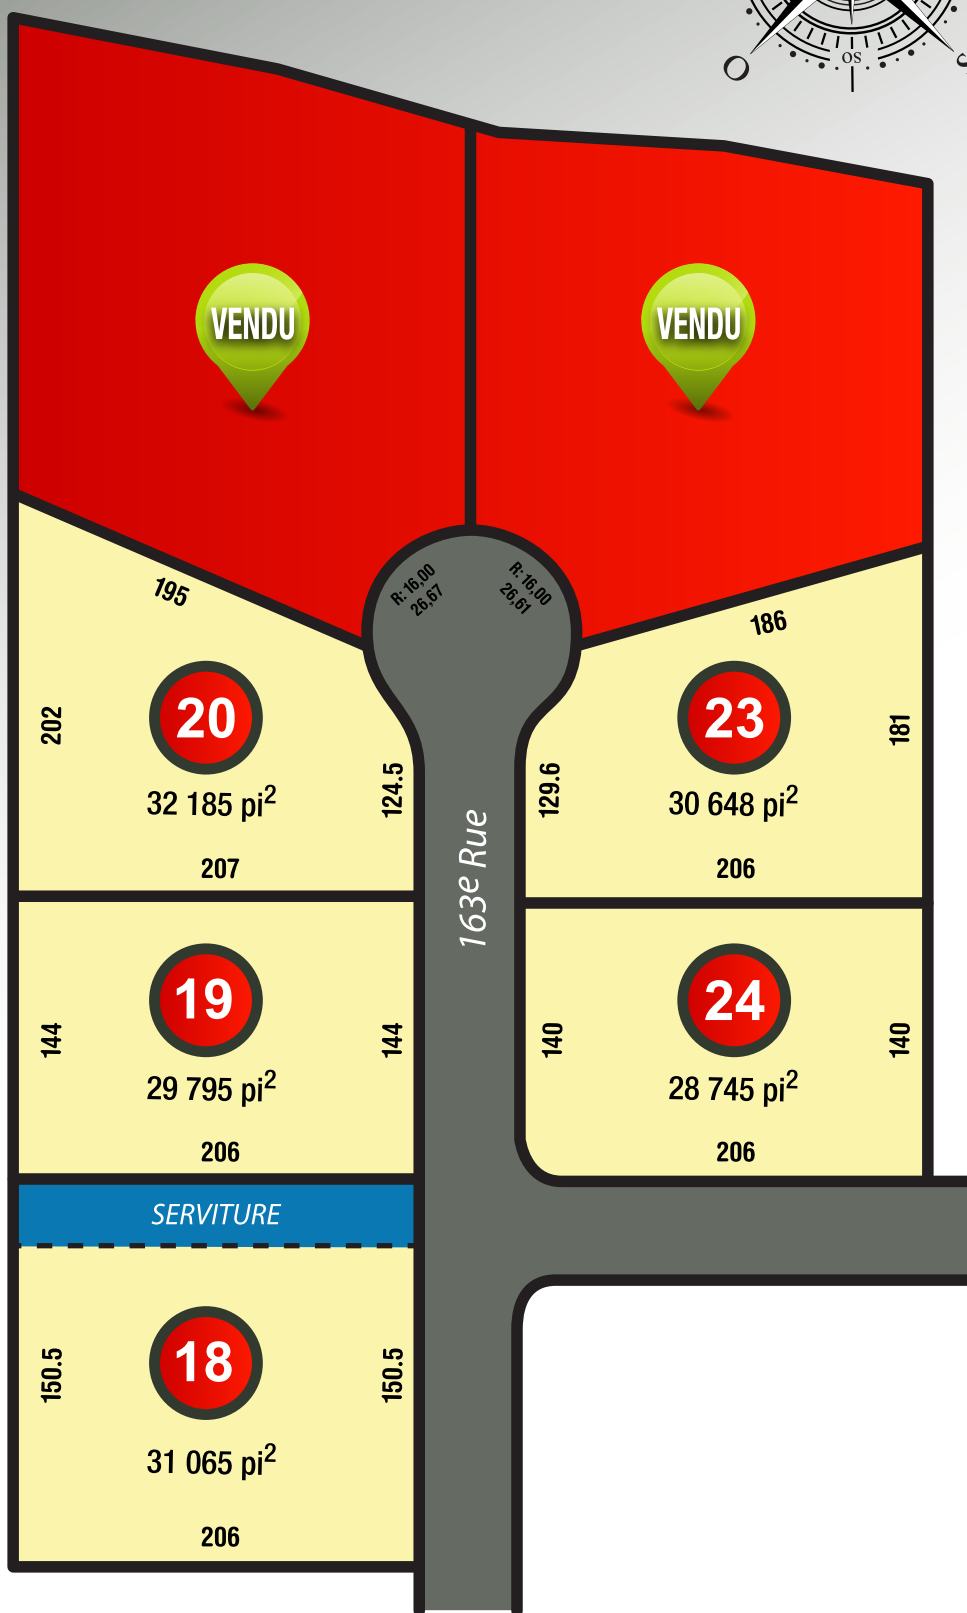 O
OS
VENDU
VENDU
R: 16,00
26,67
R: 16,00
26,61
195
186
202
20
124.5
32 185 pi²
207
129.6
23
181
30 648 pi²
206
163e Rue
144
19
144
29 795 pi²
206
140
24
140
28 745 pi²
206
SERVITURE
150.5
18
150.5
31 065 pi²
206